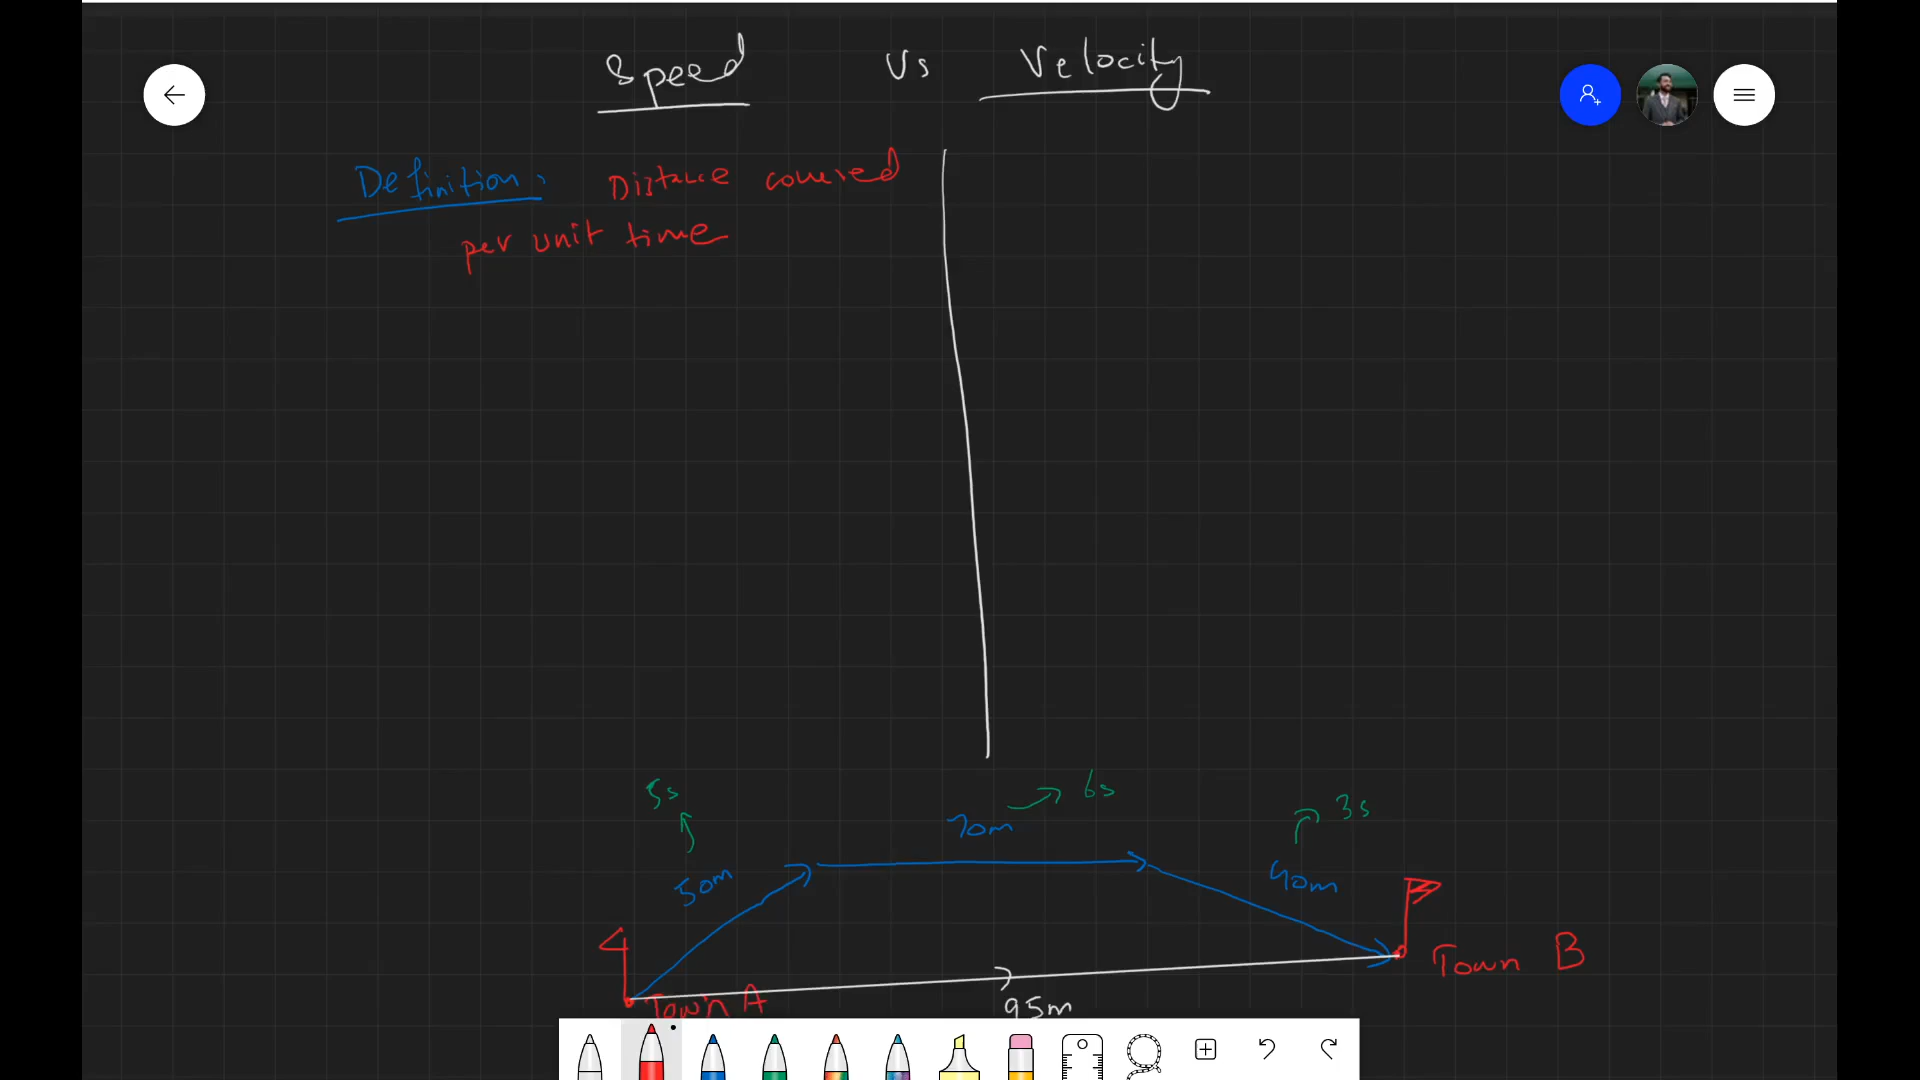 Speed Vs Velocity
Definition: Distance covered
per unit time
5s
6s
3s
70m
50m
40m
Town B
Town A
95m